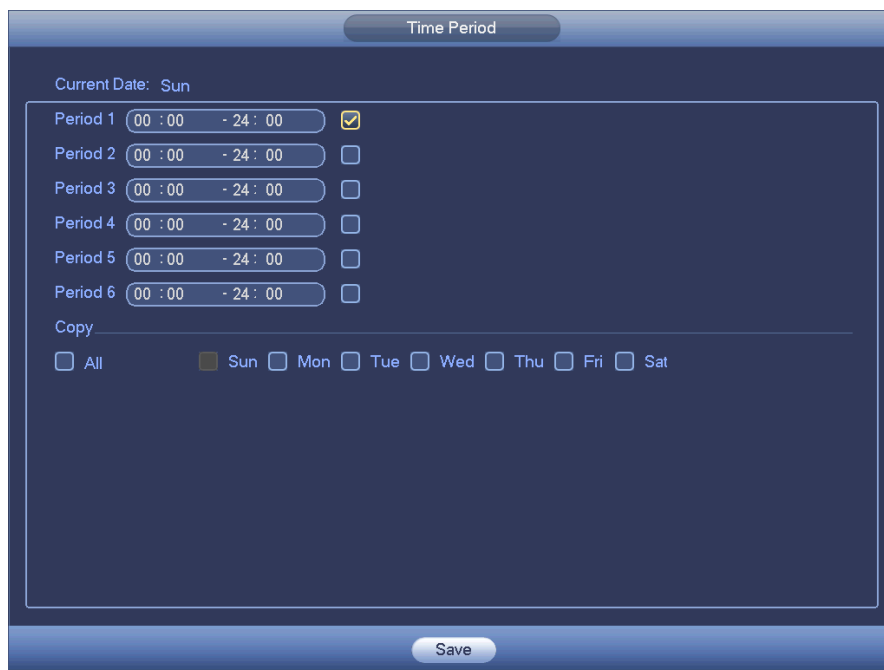 Time Period
Current Date: Sun
Period 1 00 :00 - 24 : 00
Period 2 00 :00 - 24 : 00
Period 3 00 :00 - 24 : 00
Period 4 00 :00 - 24 : 00
Period 5 00 :00 - 24 : 00
Period 6 00 :00 - 24 : 00
Copy
All Sun Mon Tue Wed Thu Fri Sat
Save